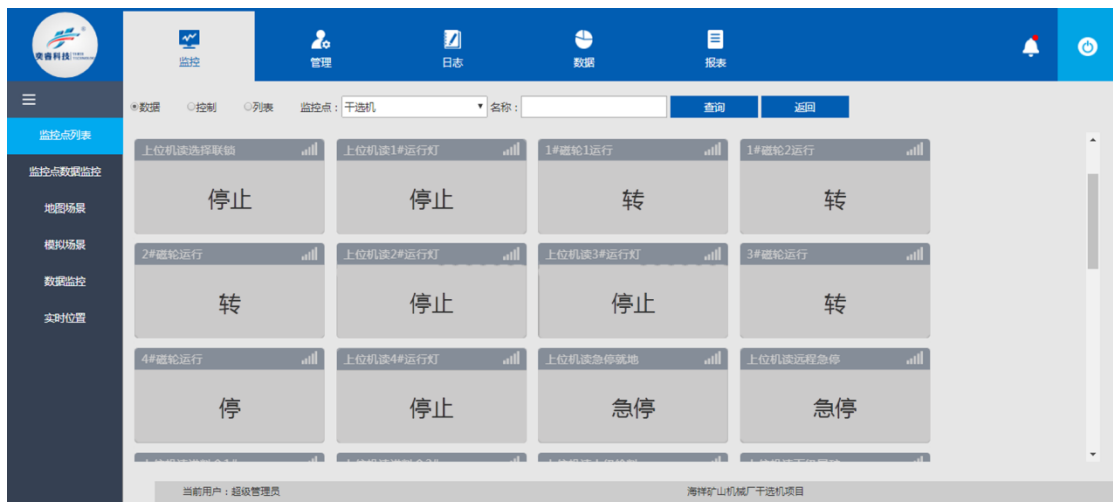 奕睿科技
监控
管理
日志
数据
报表
数据 控制 列表 监控点： 干选机 名称： 查询 返回
监控点列表
监控点数据监控
地图场景
模拟场景
数据监控
实时位置
上位机读选择联锁 上位机读1#运行灯 1#磁轮1运行 1#磁轮2运行
停止 停止 转 转
2#磁轮运行 上位机读2#运行灯 上位机读3#运行灯 3#磁轮运行
转 停止 停止 转
4#磁轮运行 上位机读4#运行灯 上位机读急停就地 上位机读远程急停
停 停止 急停 急停
当前用户：超级管理员 海祥矿山机械厂干选机项目